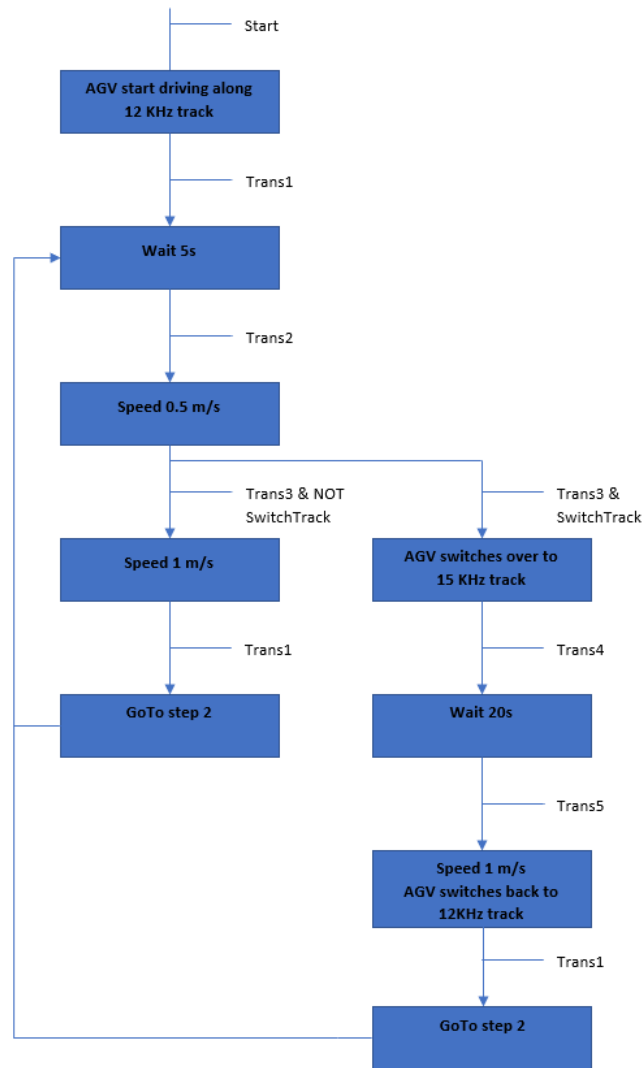 Start
AGV start driving along
12 KHz track
Trans1
Wait 5s
Trans2
Speed 0.5 m/s
Trans3 & NOT
SwitchTrack
Trans3 &
SwitchTrack
Speed 1 m/s
AGV switches over to
15 KHz track
Trans1
Trans4
GoTo step 2
Wait 20s
Trans5
Speed 1 m/s
AGV switches back to
12KHz track
Trans1
GoTo step 2